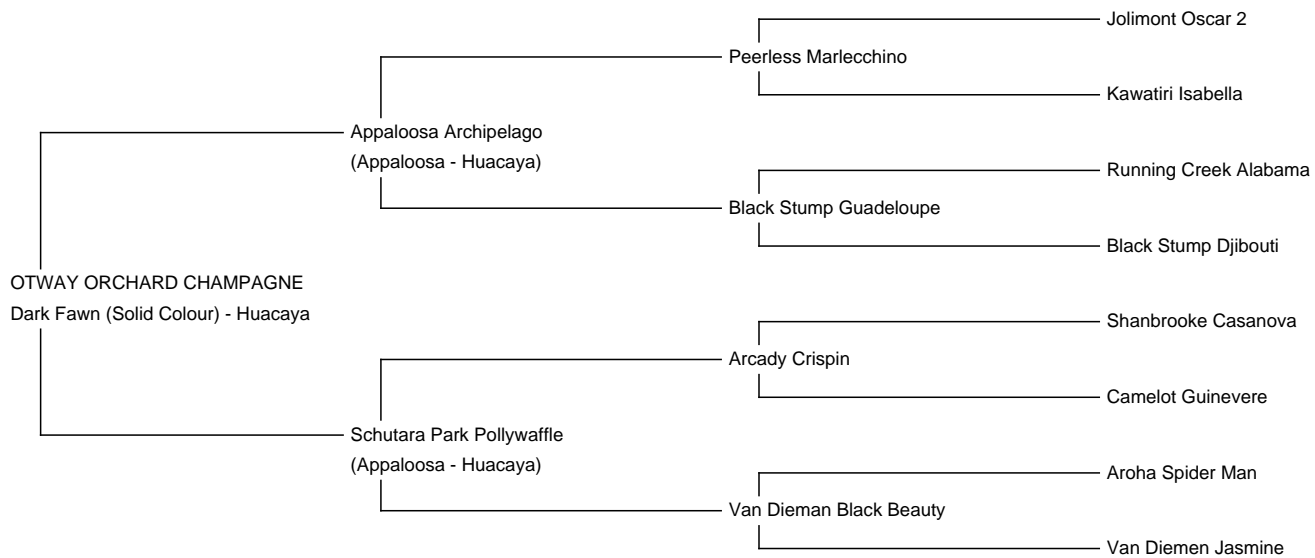 Jolimont Oscar 2
Peerless Marlecchino
Kawatiri Isabella
Appaloosa Archipelago
(Appaloosa - Huacaya)
Running Creek Alabama
Black Stump Guadeloupe
Black Stump Djibouti
OTWAY ORCHARD CHAMPAGNE
Dark Fawn (Solid Colour) - Huacaya
Shanbrooke Casanova
Arcady Crispin
Camelot Guinevere
Schutara Park Pollywaffle
(Appaloosa - Huacaya)
Aroha Spider Man
Van Dieman Black Beauty
Van Diemen Jasmine